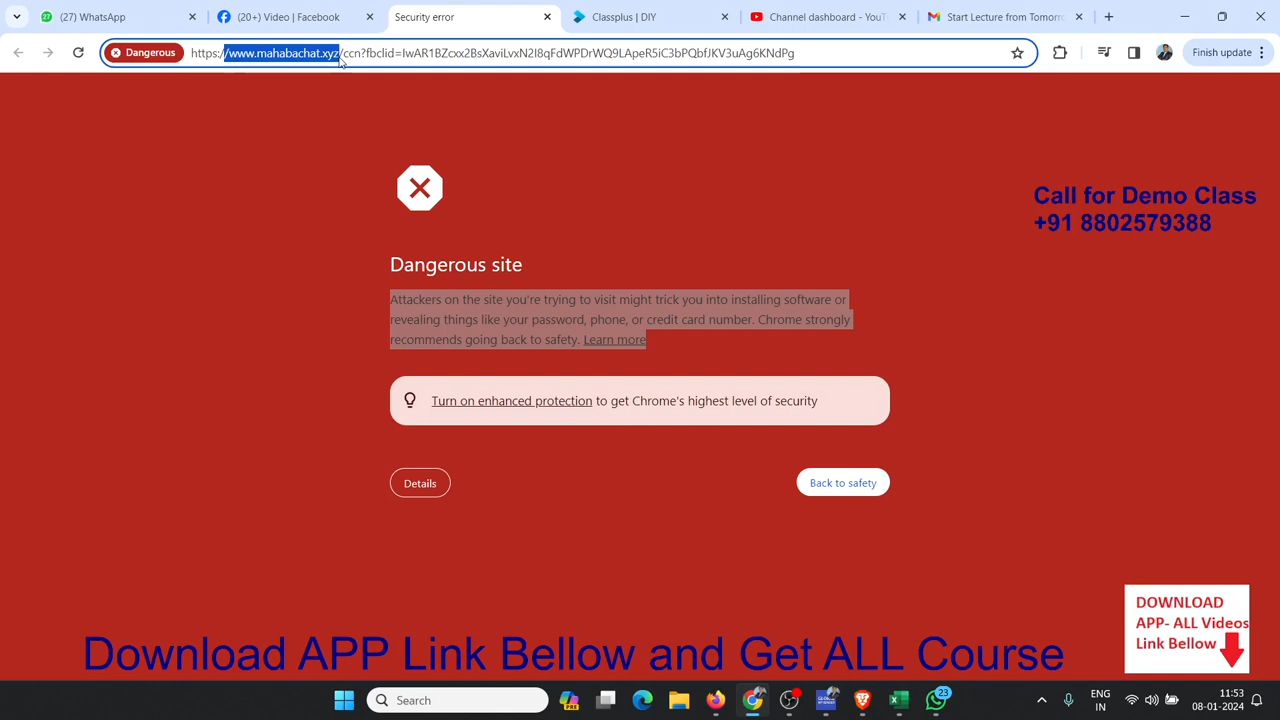 (27) WhatsApp
(20+) Video | Facebook
Security error
Classplus | DIY
Channel dashboard - YouT
Start Lecture from Tomorro
Dangerous
https://www.mahabachat.xyz/ccn?fbclid=IwAR1BZcxx2BsXaviLvxN2I8qFdWPDrWQ9LApeR5iC3bPQbfJKV3uAg6KNdPg
Finish update
Call for Demo Class
+91 8802579388
Dangerous site
Attackers on the site you're trying to visit might trick you into installing software or
revealing things like your password, phone, or credit card number. Chrome strongly
recommends going back to safety. Learn more
Turn on enhanced protection to get Chrome's highest level of security
Details
Back to safety
DOWNLOAD
APP- ALL Videos
Link Bellow
Download APP Link Bellow and Get ALL Course
Search
PRE
23
ENG
IN
11:53
08-01-2024